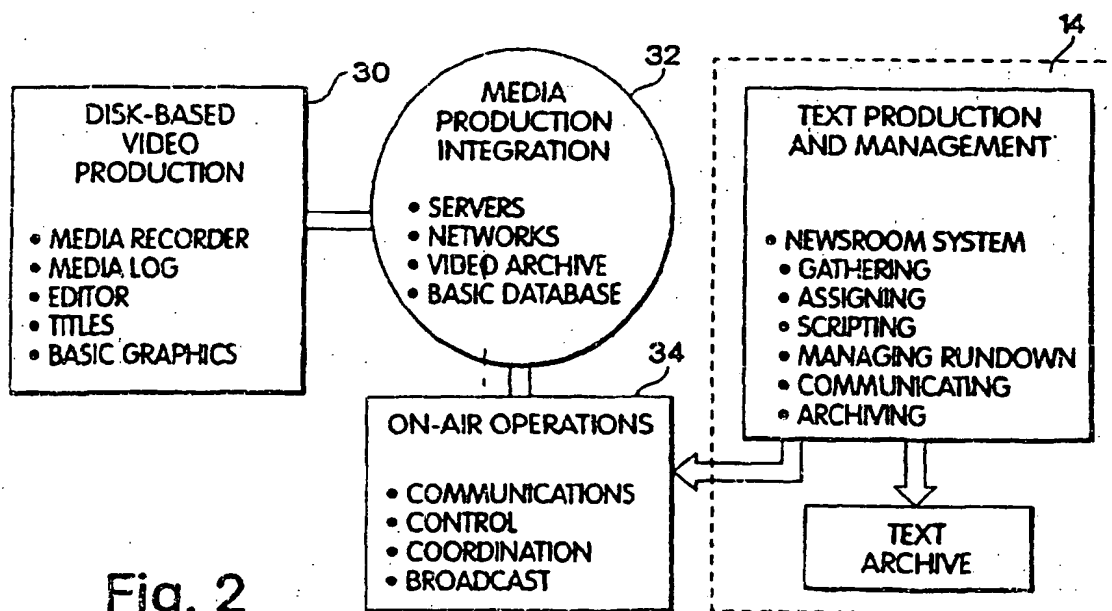 30
DISK-BASED
VIDEO
PRODUCTION
• MEDIA RECORDER
• MEDIA LOG
• EDITOR
• TITLES
• BASIC GRAPHICS
32
MEDIA
PRODUCTION
INTEGRATION
• SERVERS
• NETWORKS
• VIDEO ARCHIVE
• BASIC DATABASE
34
ON-AIR OPERATIONS
• COMMUNICATIONS
• CONTROL
• COORDINATION
• BROADCAST
14
TEXT PRODUCTION
AND MANAGEMENT
• NEWSROOM SYSTEM
• GATHERING
• ASSIGNING
• SCRIPTING
• MANAGING RUNDOWN
• COMMUNICATING
• ARCHIVING
TEXT
ARCHIVE
Fig. 2